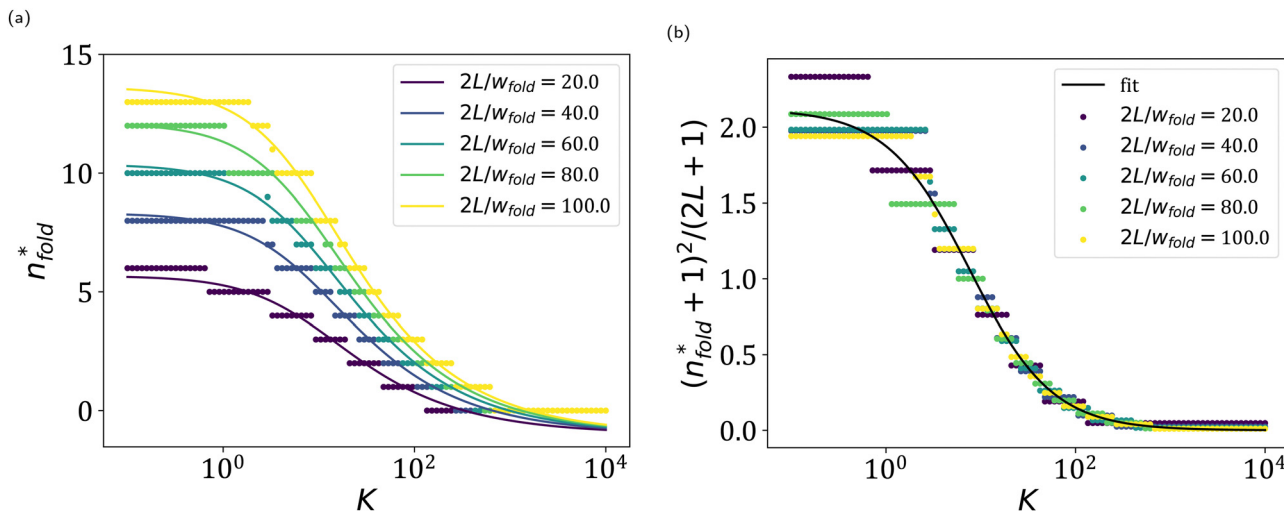 (a)
15
10
5
0
n*fold
10⁰
10²
10⁴
K
2L/wfold = 20.0
2L/wfold = 40.0
2L/wfold = 60.0
2L/wfold = 80.0
2L/wfold = 100.0
(b)
2.0
1.5
1.0
0.5
0.0
(n*fold + 1)²/(2L + 1)
10⁰
10²
10⁴
K
fit
2L/wfold = 20.0
2L/wfold = 40.0
2L/wfold = 60.0
2L/wfold = 80.0
2L/wfold = 100.0